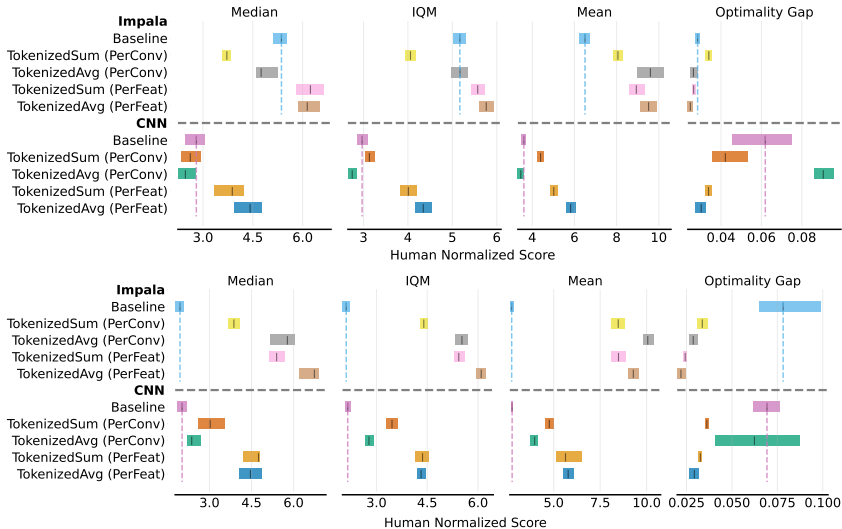 Median IQM Mean Optimality Gap
Impala
Baseline
TokenizedSum (PerConv)
TokenizedAvg (PerConv)
TokenizedSum (PerFeat)
TokenizedAvg (PerFeat)
CNN
Baseline
TokenizedSum (PerConv)
TokenizedAvg (PerConv)
TokenizedSum (PerFeat)
TokenizedAvg (PerFeat)
3.0 4.5 6.0 3 4 5 6 4 6 8 10 0.04 0.06 0.08
Human Normalized Score
Median IQM Mean Optimality Gap
Impala
Baseline
TokenizedSum (PerConv)
TokenizedAvg (PerConv)
TokenizedSum (PerFeat)
TokenizedAvg (PerFeat)
CNN
Baseline
TokenizedSum (PerConv)
TokenizedAvg (PerConv)
TokenizedSum (PerFeat)
TokenizedAvg (PerFeat)
3.0 4.5 6.0 3.0 4.5 6.0 5.0 7.5 10.0 0.025 0.050 0.075 0.100
Human Normalized Score